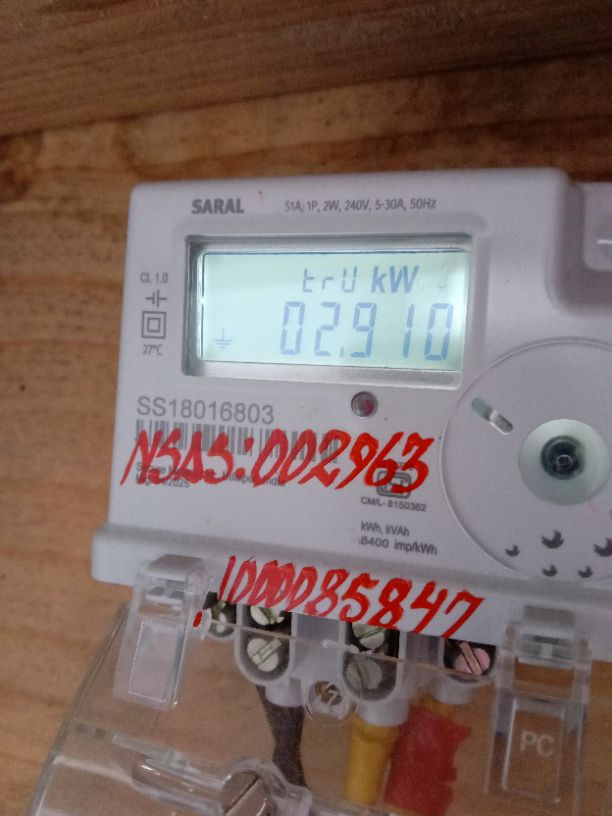 SARAL S1A, 1P, 2W, 240V, 5-30A, 50Hz
trU kW
02.910
Cl. 1.0
27°C
SS18016803
NSAS:002963
CM/L- 8150362
kWh, kVAh
6400 imp/kWh
1000085847
PC